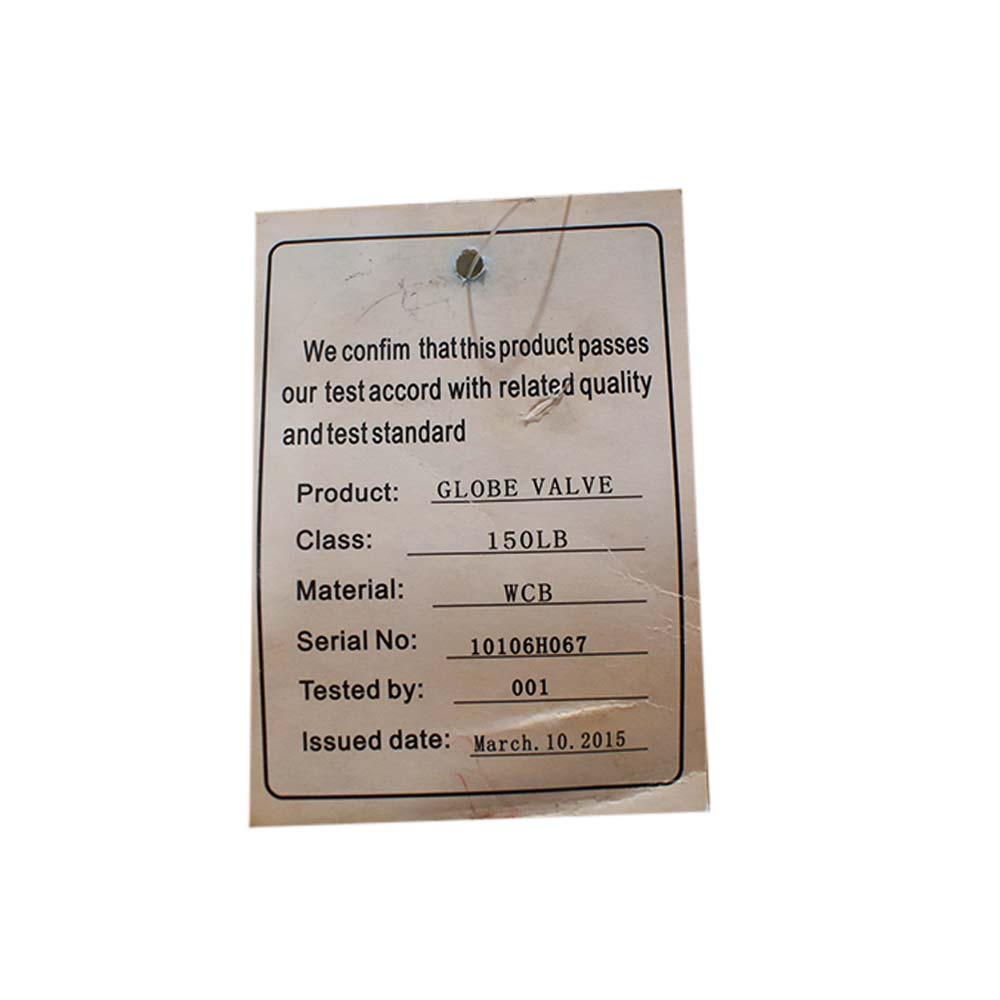 We confim that this product passes
our test accord with related quality
and test standard
Product: GLOBE VALVE
Class: 150LB
Material: WCB
Serial No: 10106H067
Tested by: 001
Issued date: March. 10. 2015